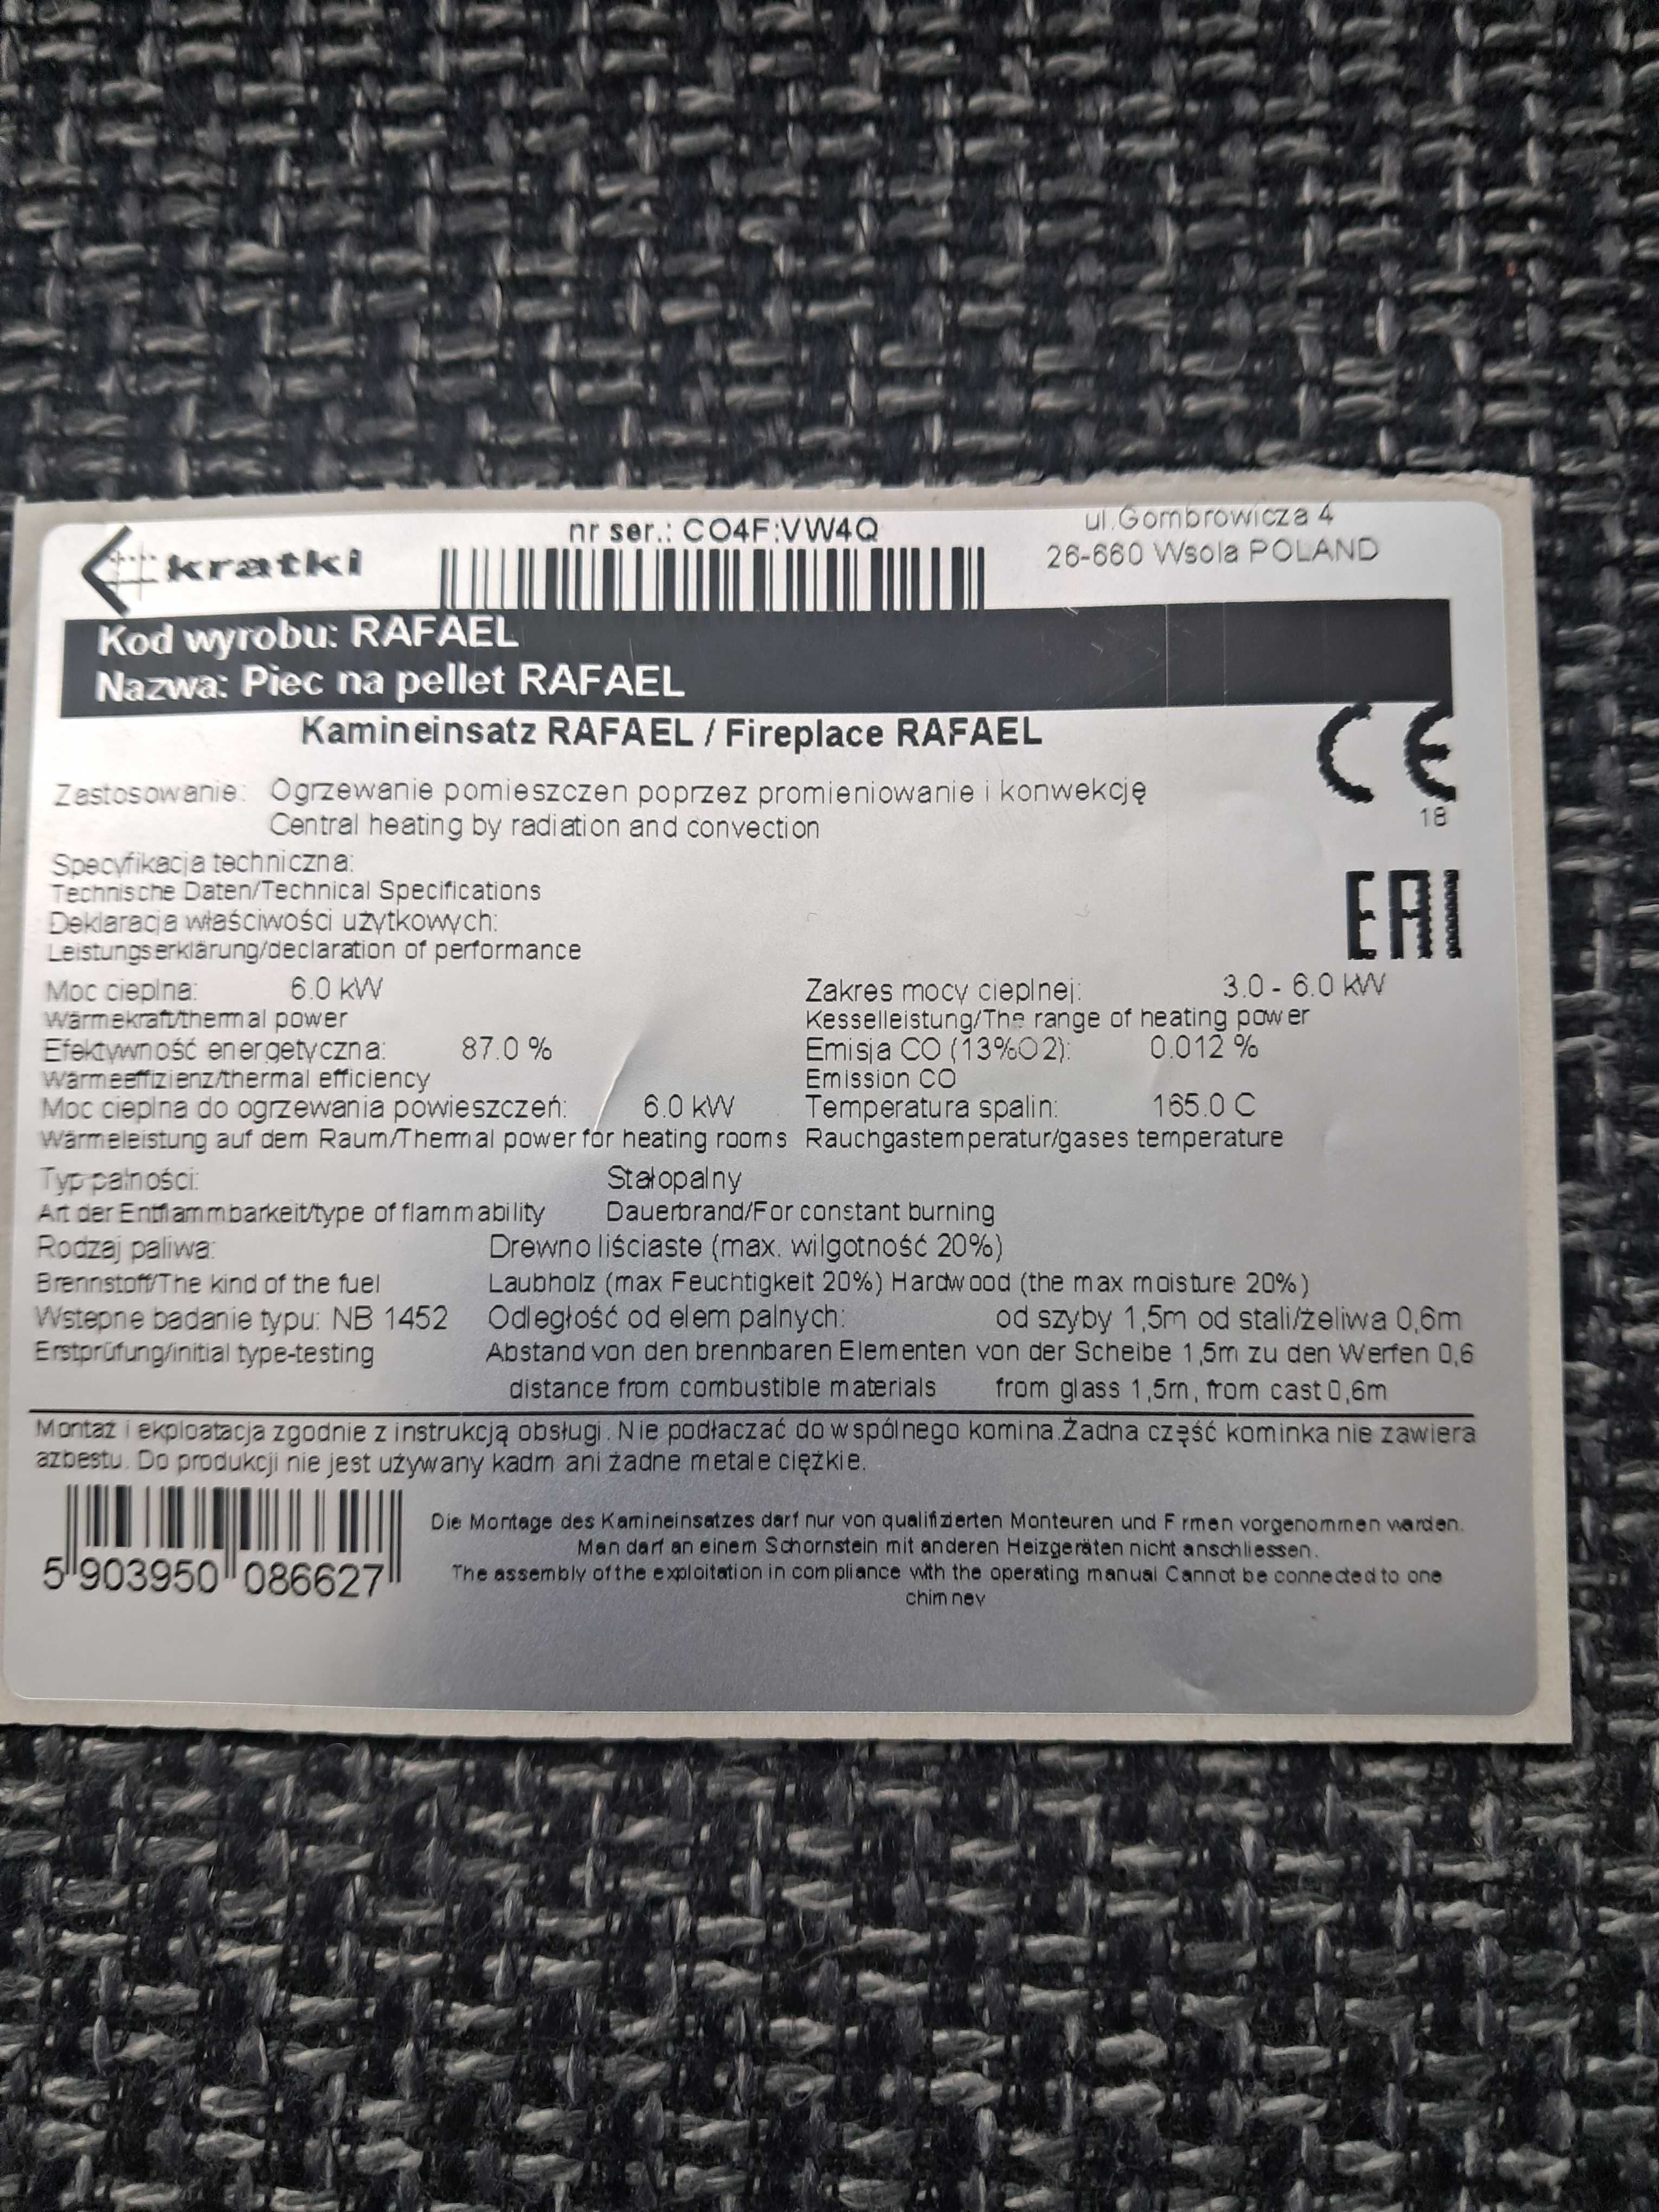 kratki
nr ser.: CO4F:VW4Q
ul.Gombrowicza 4
26-660 Wsola POLAND
Kod wyrobu: RAFAEL
Nazwa: Piec na pellet RAFAEL
Kamineinsatz RAFAEL / Fireplace RAFAEL
CE
18
Zastosowanie: Ogrzewanie pomieszczen poprzez promieniowanie i konwekcję
Central heating by radiation and convection
Specyfikacja techniczna:
Technische Daten/Technical Specifications
EAC
Deklaracja właściwości użytkowych:
Leistungserklärung/declaration of performance
Moc cieplna: 6.0 kW Zakres mocy cieplnej: 3.0 - 6.0 kW
Wärmekraft/thermal power Kesselleistung/The range of heating power
Efektywność energetyczna: 87.0 % Emisja CO (13%O2): 0.012 %
Wärmeeffizienz/thermal efficiency Emission CO
Moc cieplna do ogrzewania powieszczeń: 6.0 kW Temperatura spalin: 165.0 C
Wärmeleistung auf dem Raum/Thermal power for heating rooms Rauchgastemperatur/gases temperature
Typ palności: Stałopalny
Art der Entflammbarkeit/type of flammability Dauerbrand/For constant burning
Rodzaj paliwa: Drewno liściaste (max. wilgotność 20%)
Brennstoff/The kind of the fuel Laubholz (max Feuchtigkeit 20%) Hardwood (the max moisture 20%)
Wstępne badanie typu: NB 1452 Odległość od elem palnych: od szyby 1,5m od stali/żeliwa 0,6m
Erstprüfung/initial type-testing Abstand von den brennbaren Elementen von der Scheibe 1,5m zu den Werfen 0,6
distance from combustible materials from glass 1,5m, from cast 0,6m
Montaż i ekploatacja zgodnie z instrukcją obsługi. Nie podłaczać do wspólnego komina.Żadna część kominka nie zawiera
azbestu. Do produkcji nie jest używany kadm ani żadne metale ciężkie.
Die Montage des Kamineinsatzes darf nur von qualifizierten Monteuren und F rmen vorgenommen warden.
Man darf an einem Schornstein mit anderen Heizgeräten nicht anschliessen.
The assembly of the exploitation in compliance with the operating manual Cannot be connected to one
chimney
5 903950 086627